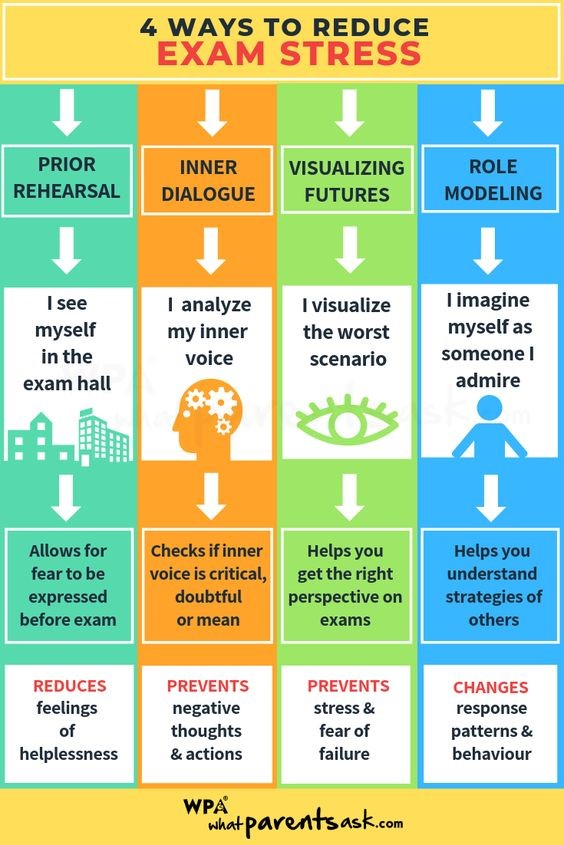 4 WAYS TO REDUCE
EXAM STRESS
PRIOR
REHEARSAL
I see
myself
in the
exam hall
Allows for
fear to be
expressed
before exam
REDUCES
feelings
of
helplessness
INNER
DIALOGUE
I analyze
my inner
voice
Checks if inner
voice is critical,
doubtful
or mean
PREVENTS
negative
thoughts
& actions
VISUALIZING
FUTURES
I visualize
the worst
scenario
Helps you
get the right
perspective on
exams
PREVENTS
stress &
fear of
failure
ROLE
MODELING
I imagine
myself as
someone I
admire
Helps you
understand
strategies of
others
CHANGES
response
patterns &
behaviour
WPA®
whatparentsask.com
WPA
whatparentsask.com